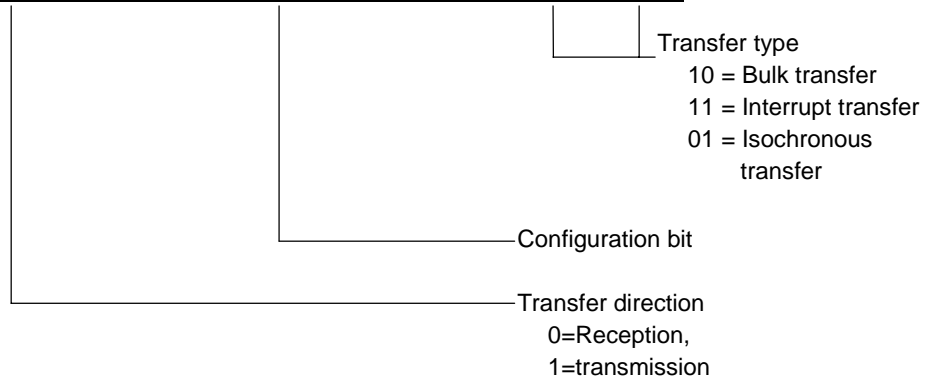 Transfer type
10 = Bulk transfer
11 = Interrupt transfer
01 = Isochronous
transfer
Configuration bit
Transfer direction
0=Reception,
1=transmission